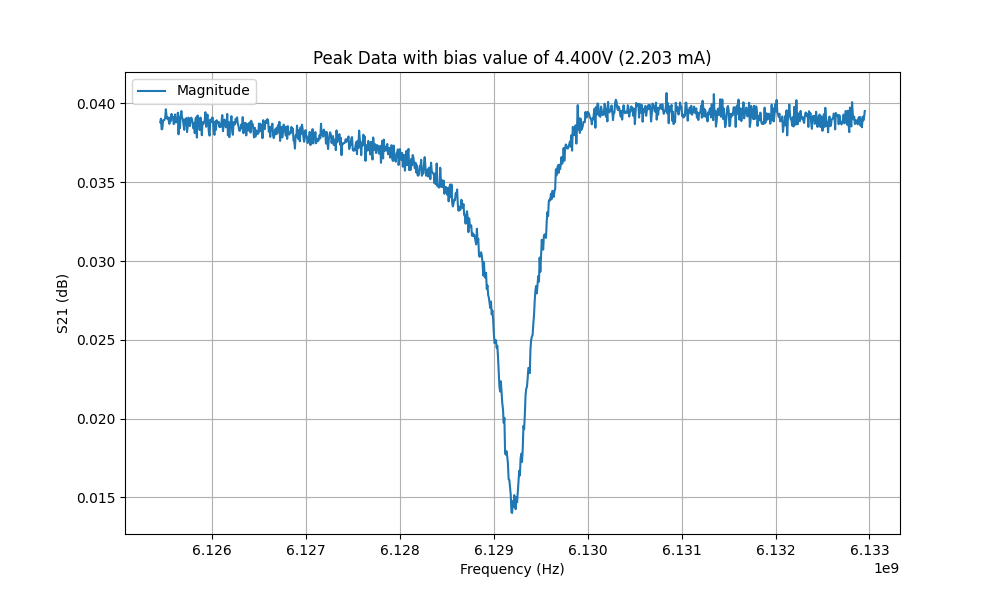 Peak Data with bias value of 4.400V (2.203 mA)
Magnitude
0.040
0.035
0.030
0.025
0.020
0.015
S21 (dB)
6.126 6.127 6.128 6.129 6.130 6.131 6.132 6.133
1e9
Frequency (Hz)